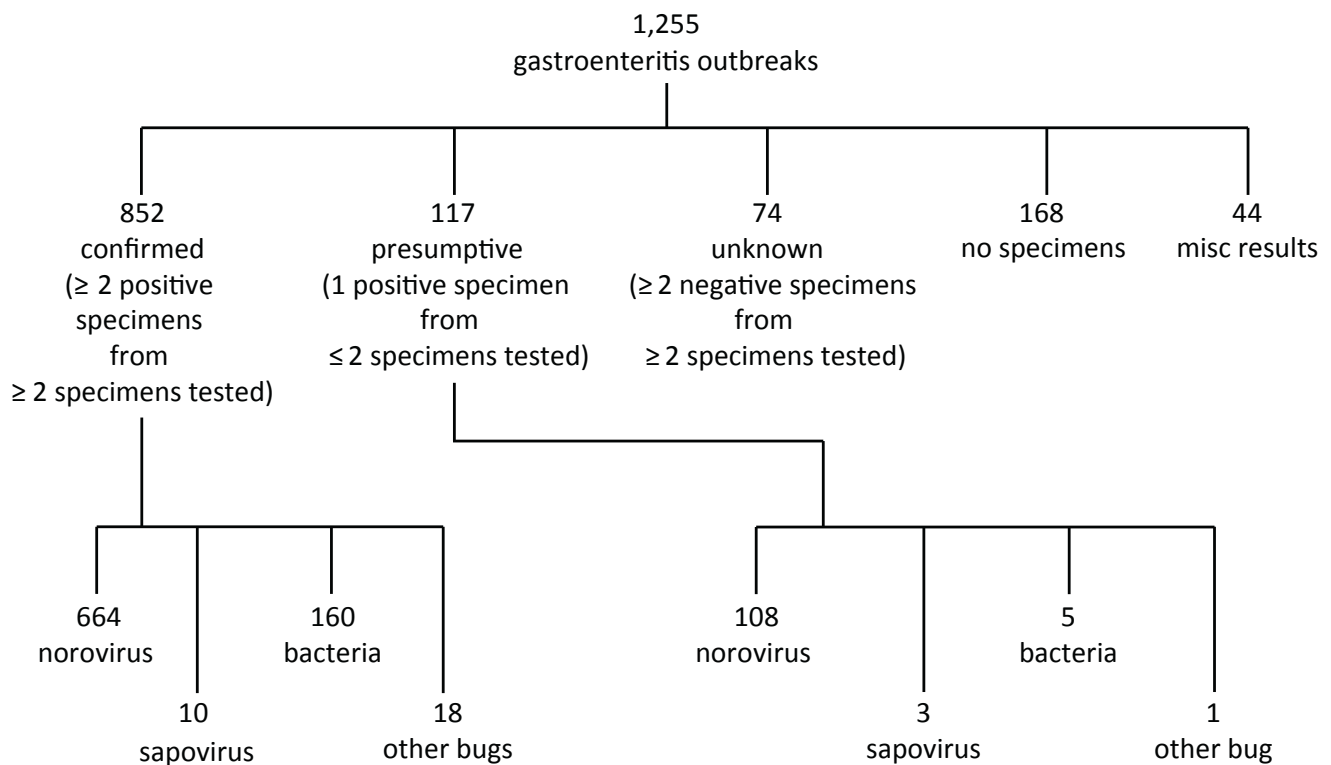 1,255
gastroenteritis outbreaks
852
confirmed
(≥ 2 positive
specimens
from
≥ 2 specimens tested)
117
presumptive
(1 positive specimen
from
≤ 2 specimens tested)
74
unknown
(≥ 2 negative specimens
from
≥ 2 specimens tested)
168
no specimens
44
misc results
664
norovirus
10
sapovirus
160
bacteria
18
other bugs
108
norovirus
3
sapovirus
5
bacteria
1
other bug